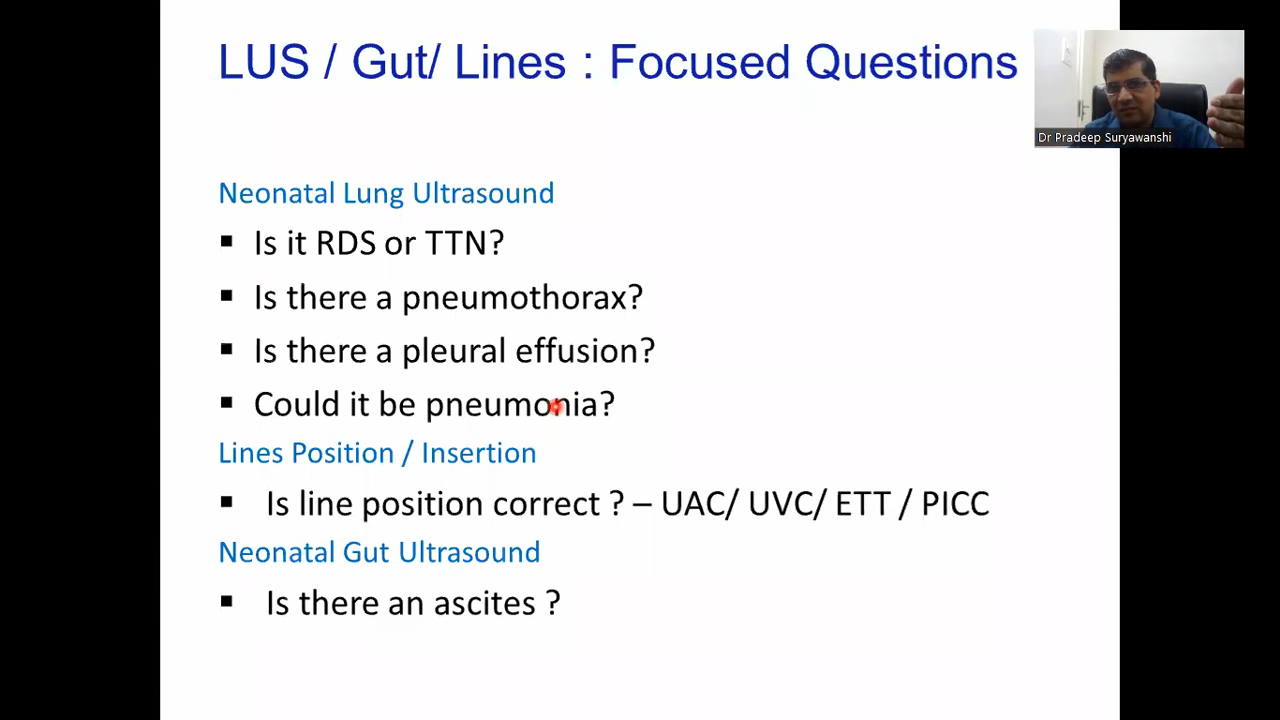 LUS / Gut/ Lines : Focused Questions
Dr Pradeep Suryawanshi
Neonatal Lung Ultrasound
▪ Is it RDS or TTN?
▪ Is there a pneumothorax?
▪ Is there a pleural effusion?
▪ Could it be pneumonia?
Lines Position / Insertion
▪ Is line position correct ? – UAC/ UVC/ ETT / PICC
Neonatal Gut Ultrasound
▪ Is there an ascites ?